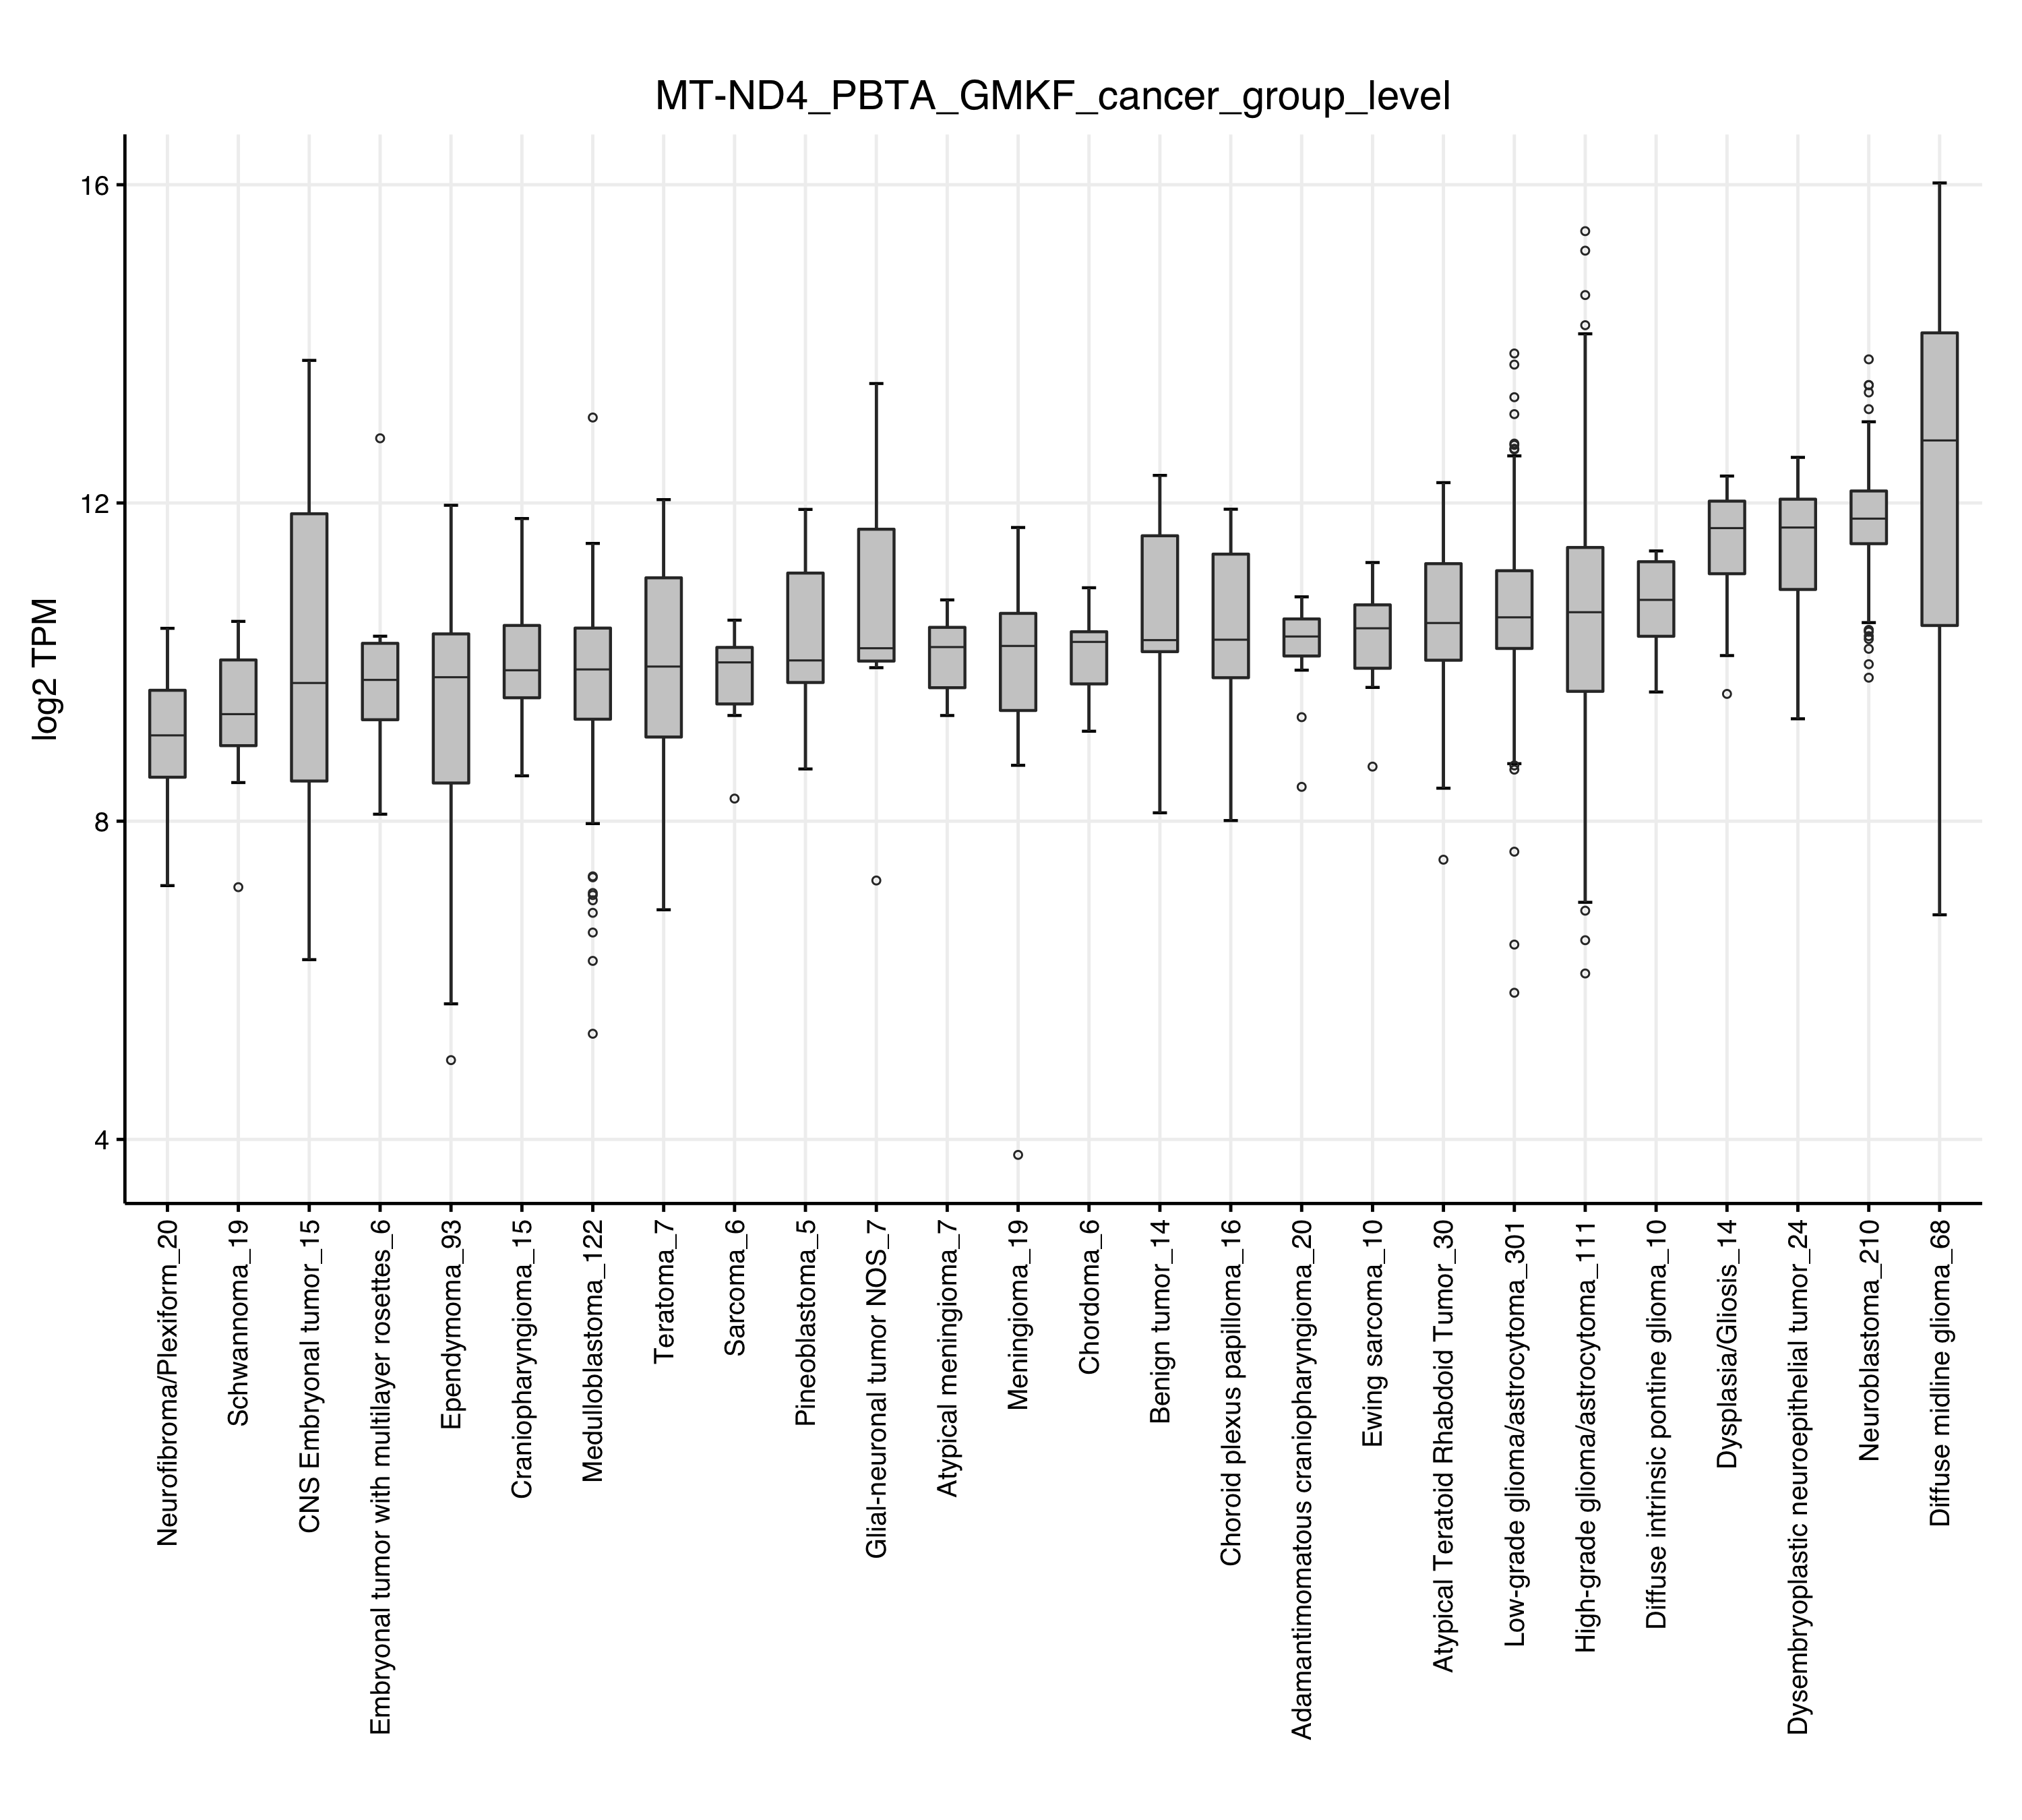 MT-ND4_PBTA_GMKF_cancer_group_level
log2 TPM
16
12
8
4
Neurofibroma/Plexiform_20
Schwannoma_19
CNS Embryonal tumor_15
Embryonal tumor with multilayer rosettes_6
Ependymoma_93
Craniopharyngioma_15
Medulloblastoma_122
Teratoma_7
Sarcoma_6
Pineoblastoma_5
Glial-neuronal tumor NOS_7
Atypical meningioma_7
Meningioma_19
Chordoma_6
Benign tumor_14
Choroid plexus papilloma_16
Adamantimomatous craniopharyngioma_20
Ewing sarcoma_10
Atypical Teratoid Rhabdoid Tumor_30
Low-grade glioma/astrocytoma_301
High-grade glioma/astrocytoma_111
Diffuse intrinsic pontine glioma_10
Dysplasia/Gliosis_14
Dysembryoplastic neuroepithelial tumor_24
Neuroblastoma_210
Diffuse midline glioma_68